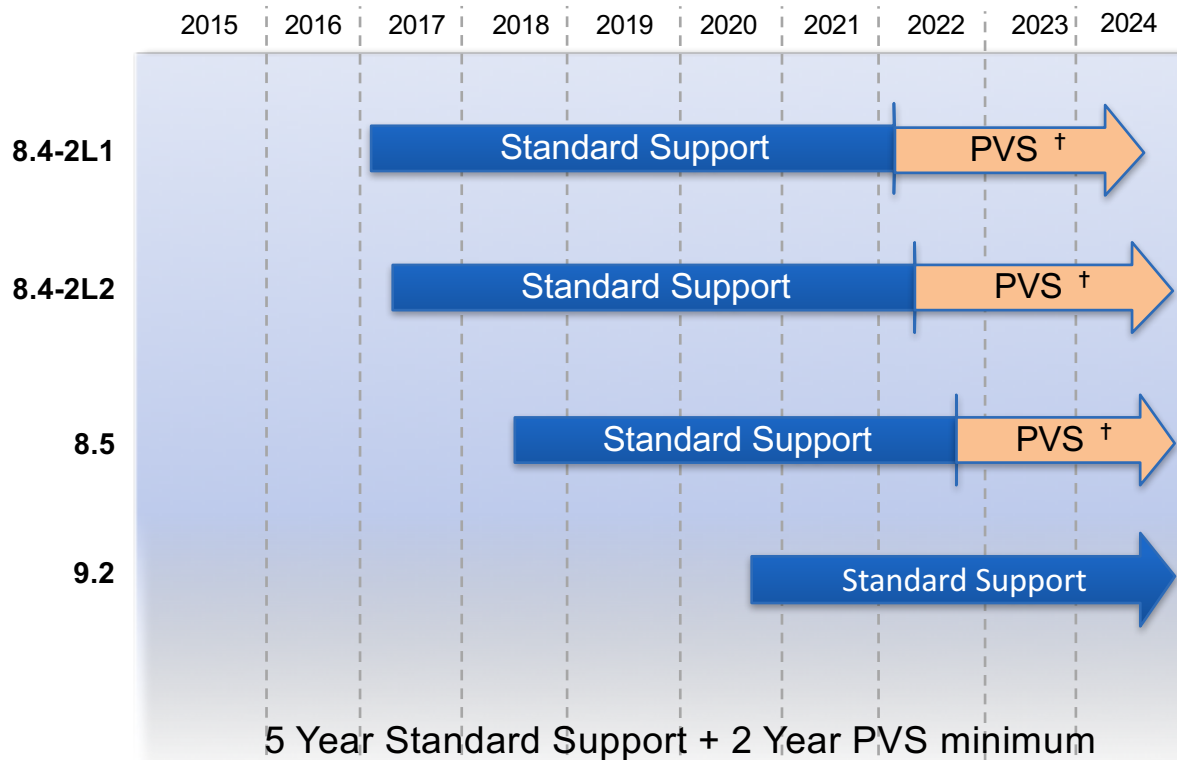 2015 2016 2017 2018 2019 2020 2021 2022 2023 2024
8.4-2L1 Standard Support PVS †
8.4-2L2 Standard Support PVS †
8.5 Standard Support PVS †
9.2 Standard Support
5 Year Standard Support + 2 Year PVS minimum